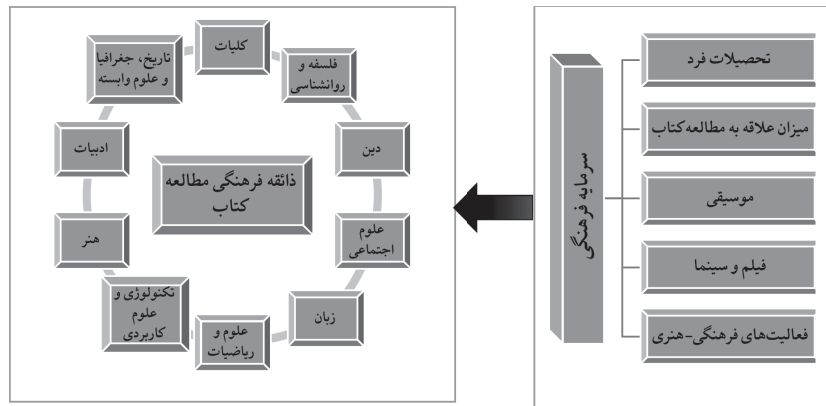 تحصیلات فرد
میزان علاقه به مطالعه کتاب
موسیقی
فیلم و سینما
فعالیت‌های فرهنگی-هنری
سرمایه فرهنگی
کلیات
فلسفه و
روانشناسی
دین
علوم
اجتماعی
زبان
علوم و
ریاضیات
تکنولوژی و
علوم
کاربردی
هنر
ادبیات
تاریخ، جغرافیا
و علوم وابسته
ذائقه فرهنگی مطالعه
کتاب